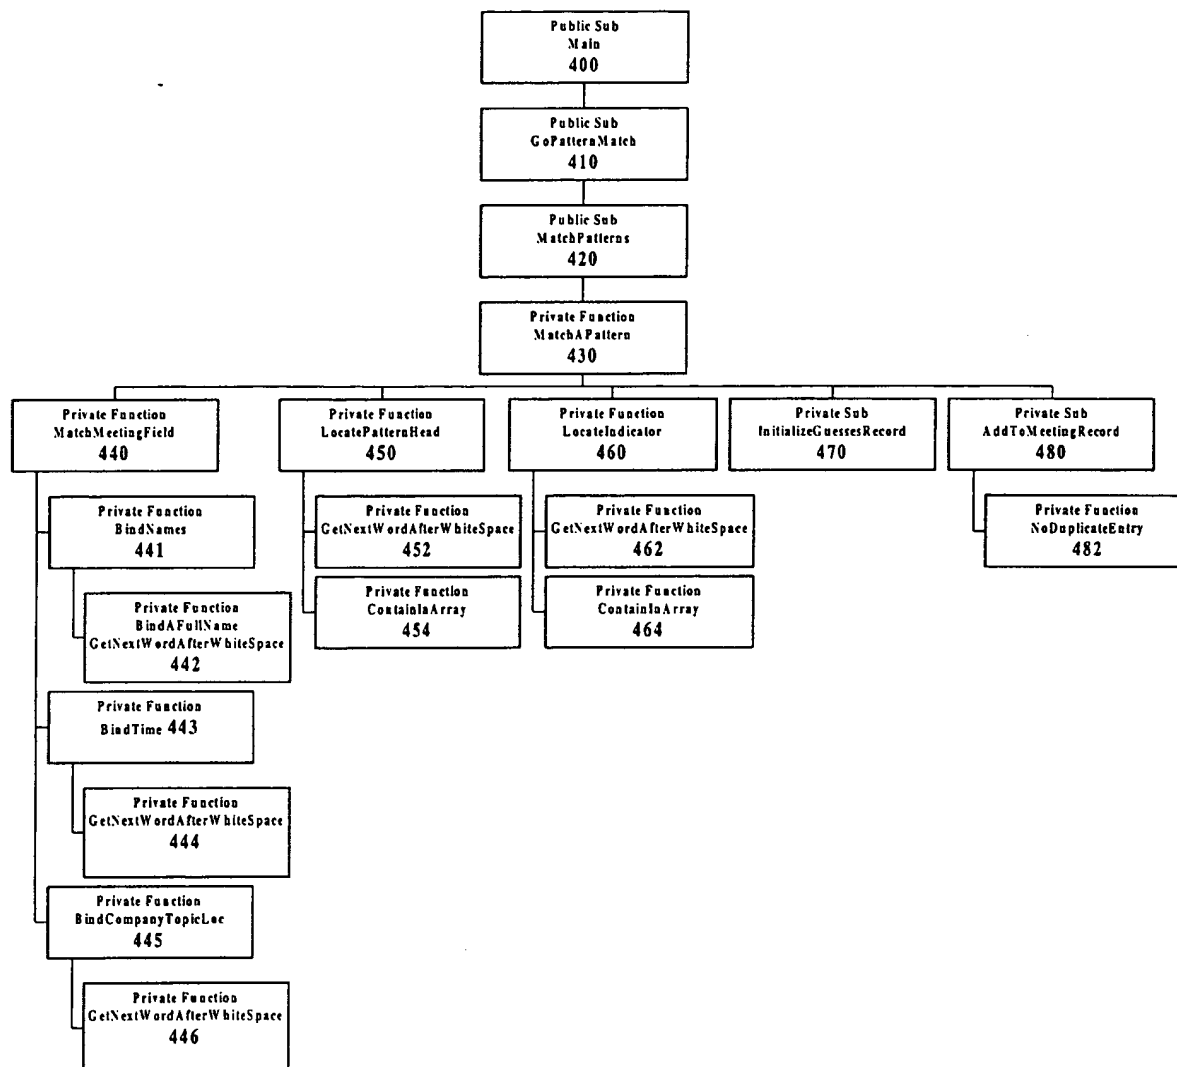 Public Sub
Main
400
Public Sub
GoPatternMatch
410
Public Sub
MatchPatterns
420
Private Function
MatchAPattern
430
Private Function
MatchMeetingField
440
Private Function
LocatePatternHead
450
Private Function
LocateIndicator
460
Private Sub
InitializeGuessesRecord
470
Private Sub
AddToMeetingRecord
480
Private Function
BindNames
441
Private Function
GetNextWordAfterWhiteSpace
452
Private Function
GetNextWordAfterWhiteSpace
462
Private Function
NoDuplicateEntry
482
Private Function
ContainInArray
454
Private Function
ContainInArray
464
Private Function
BindAFullName
GetNextWordAfterWhiteSpace
442
Private Function
BindTime 443
Private Function
GetNextWordAfterWhiteSpace
444
Private Function
BindCompanyTopicLoc
445
Private Function
GetNextWordAfterWhiteSpace
446